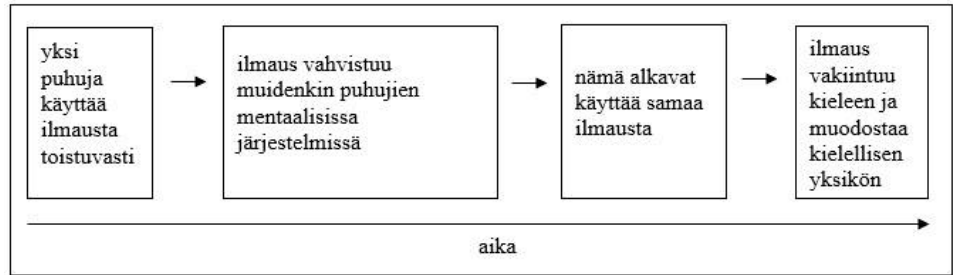 yksi
puhuja
käyttää
ilmausta
toistuvasti
ilmaus vahvistuu
muidenkin puhujien
mentaalisissa
järjestelmissä
nämä alkavat
käyttää samaa
ilmausta
ilmaus
vakiintuu
kieleen ja
muodostaa
kielellisen
yksikön
aika